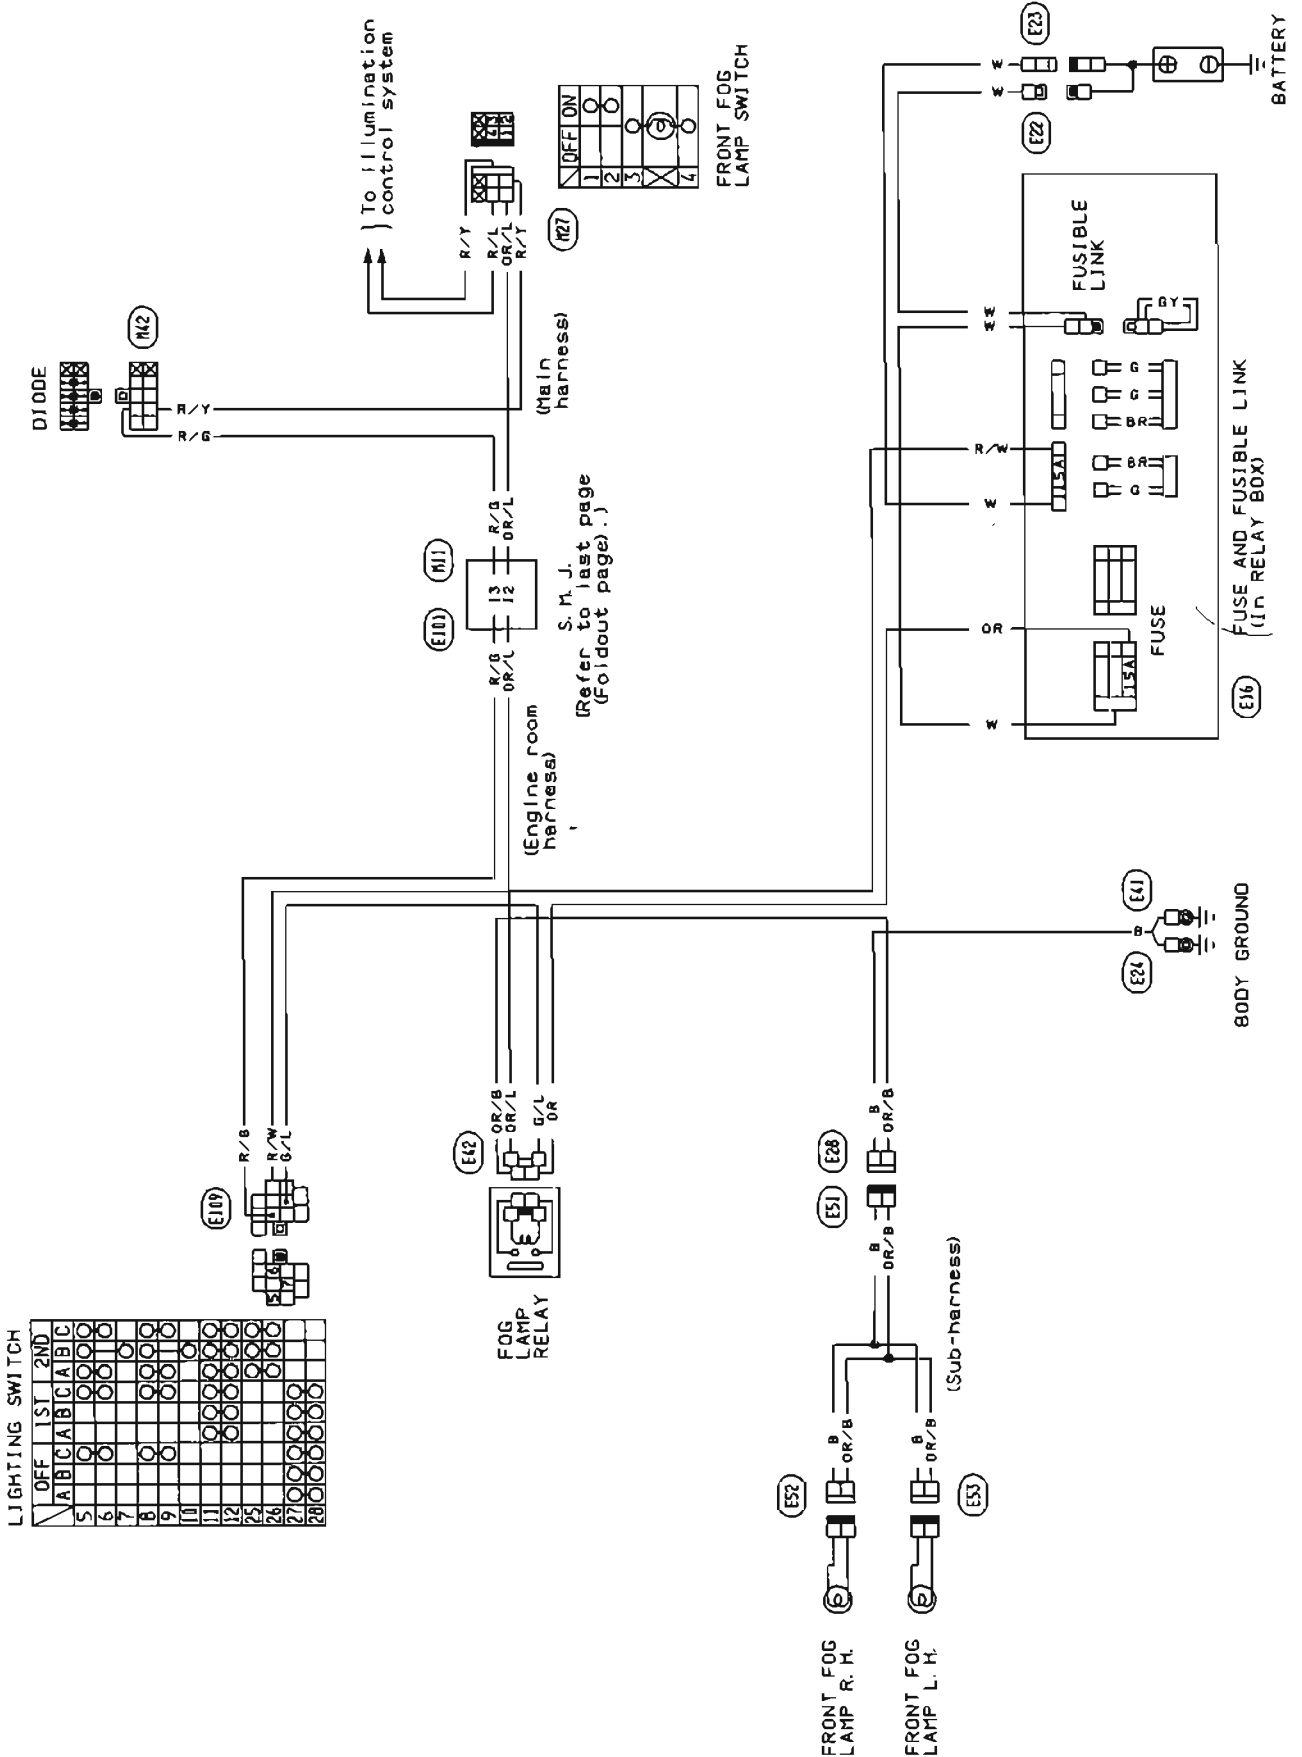 LIGHTING SWITCH
OFF 1ST 2ND
A B C A B C A B C
5
6
7
8
9
10
11
12
25
26
27
28
E109
5 6 7
R/G
R/W
G/L
DIODE
M42
R/Y
R/G
To illumination
control system
R/Y
R/L
OR/L
R/Y
M27
OFF ON
1
2
3
4
FRONT FOG
LAMP SWITCH
(Main
harness)
R/G
OR/L
M11
13
12
E101
R/G
OR/L
S. M. J.
[Refer to last page
(Foldout page).]
(Engine room
harness)
FOG
LAMP
RELAY
E42
OR/B
OR/L
G/L
OR
FRONT FOG
LAMP R. H.
FRONT FOG
LAMP L. H.
E52
E53
B
OR/B
B
OR/B
(Sub-harness)
B
OR/B
E51
E28
B
OR/B
B
E24
E41
BODY GROUND
W
OR
W
R/W
W
W
W
W
E22
E23
BATTERY
FUSIBLE
LINK
GY
G
G
BR
BR
G
15A
15A
FUSE
E16
FUSE AND FUSIBLE LINK
(In RELAY BOX)